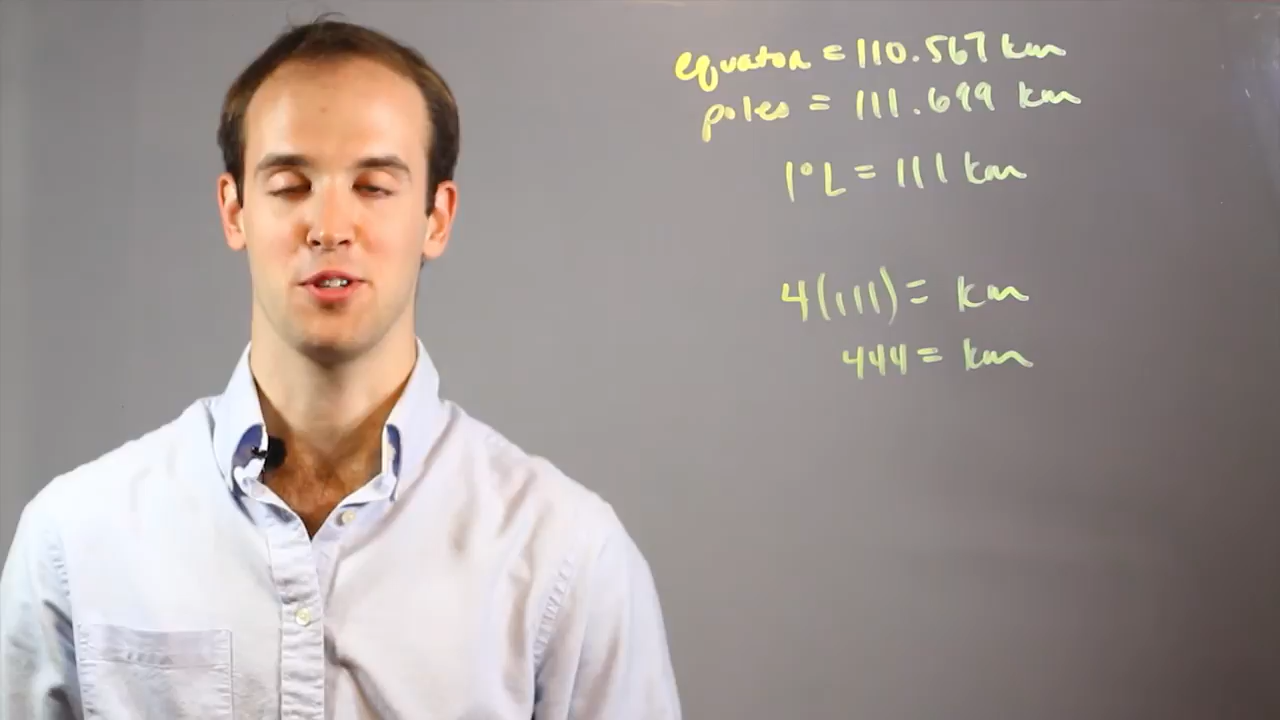 equator = 110.567 km
poles = 111.699 km
1°L = 111 km
4(111) = km
444 = km